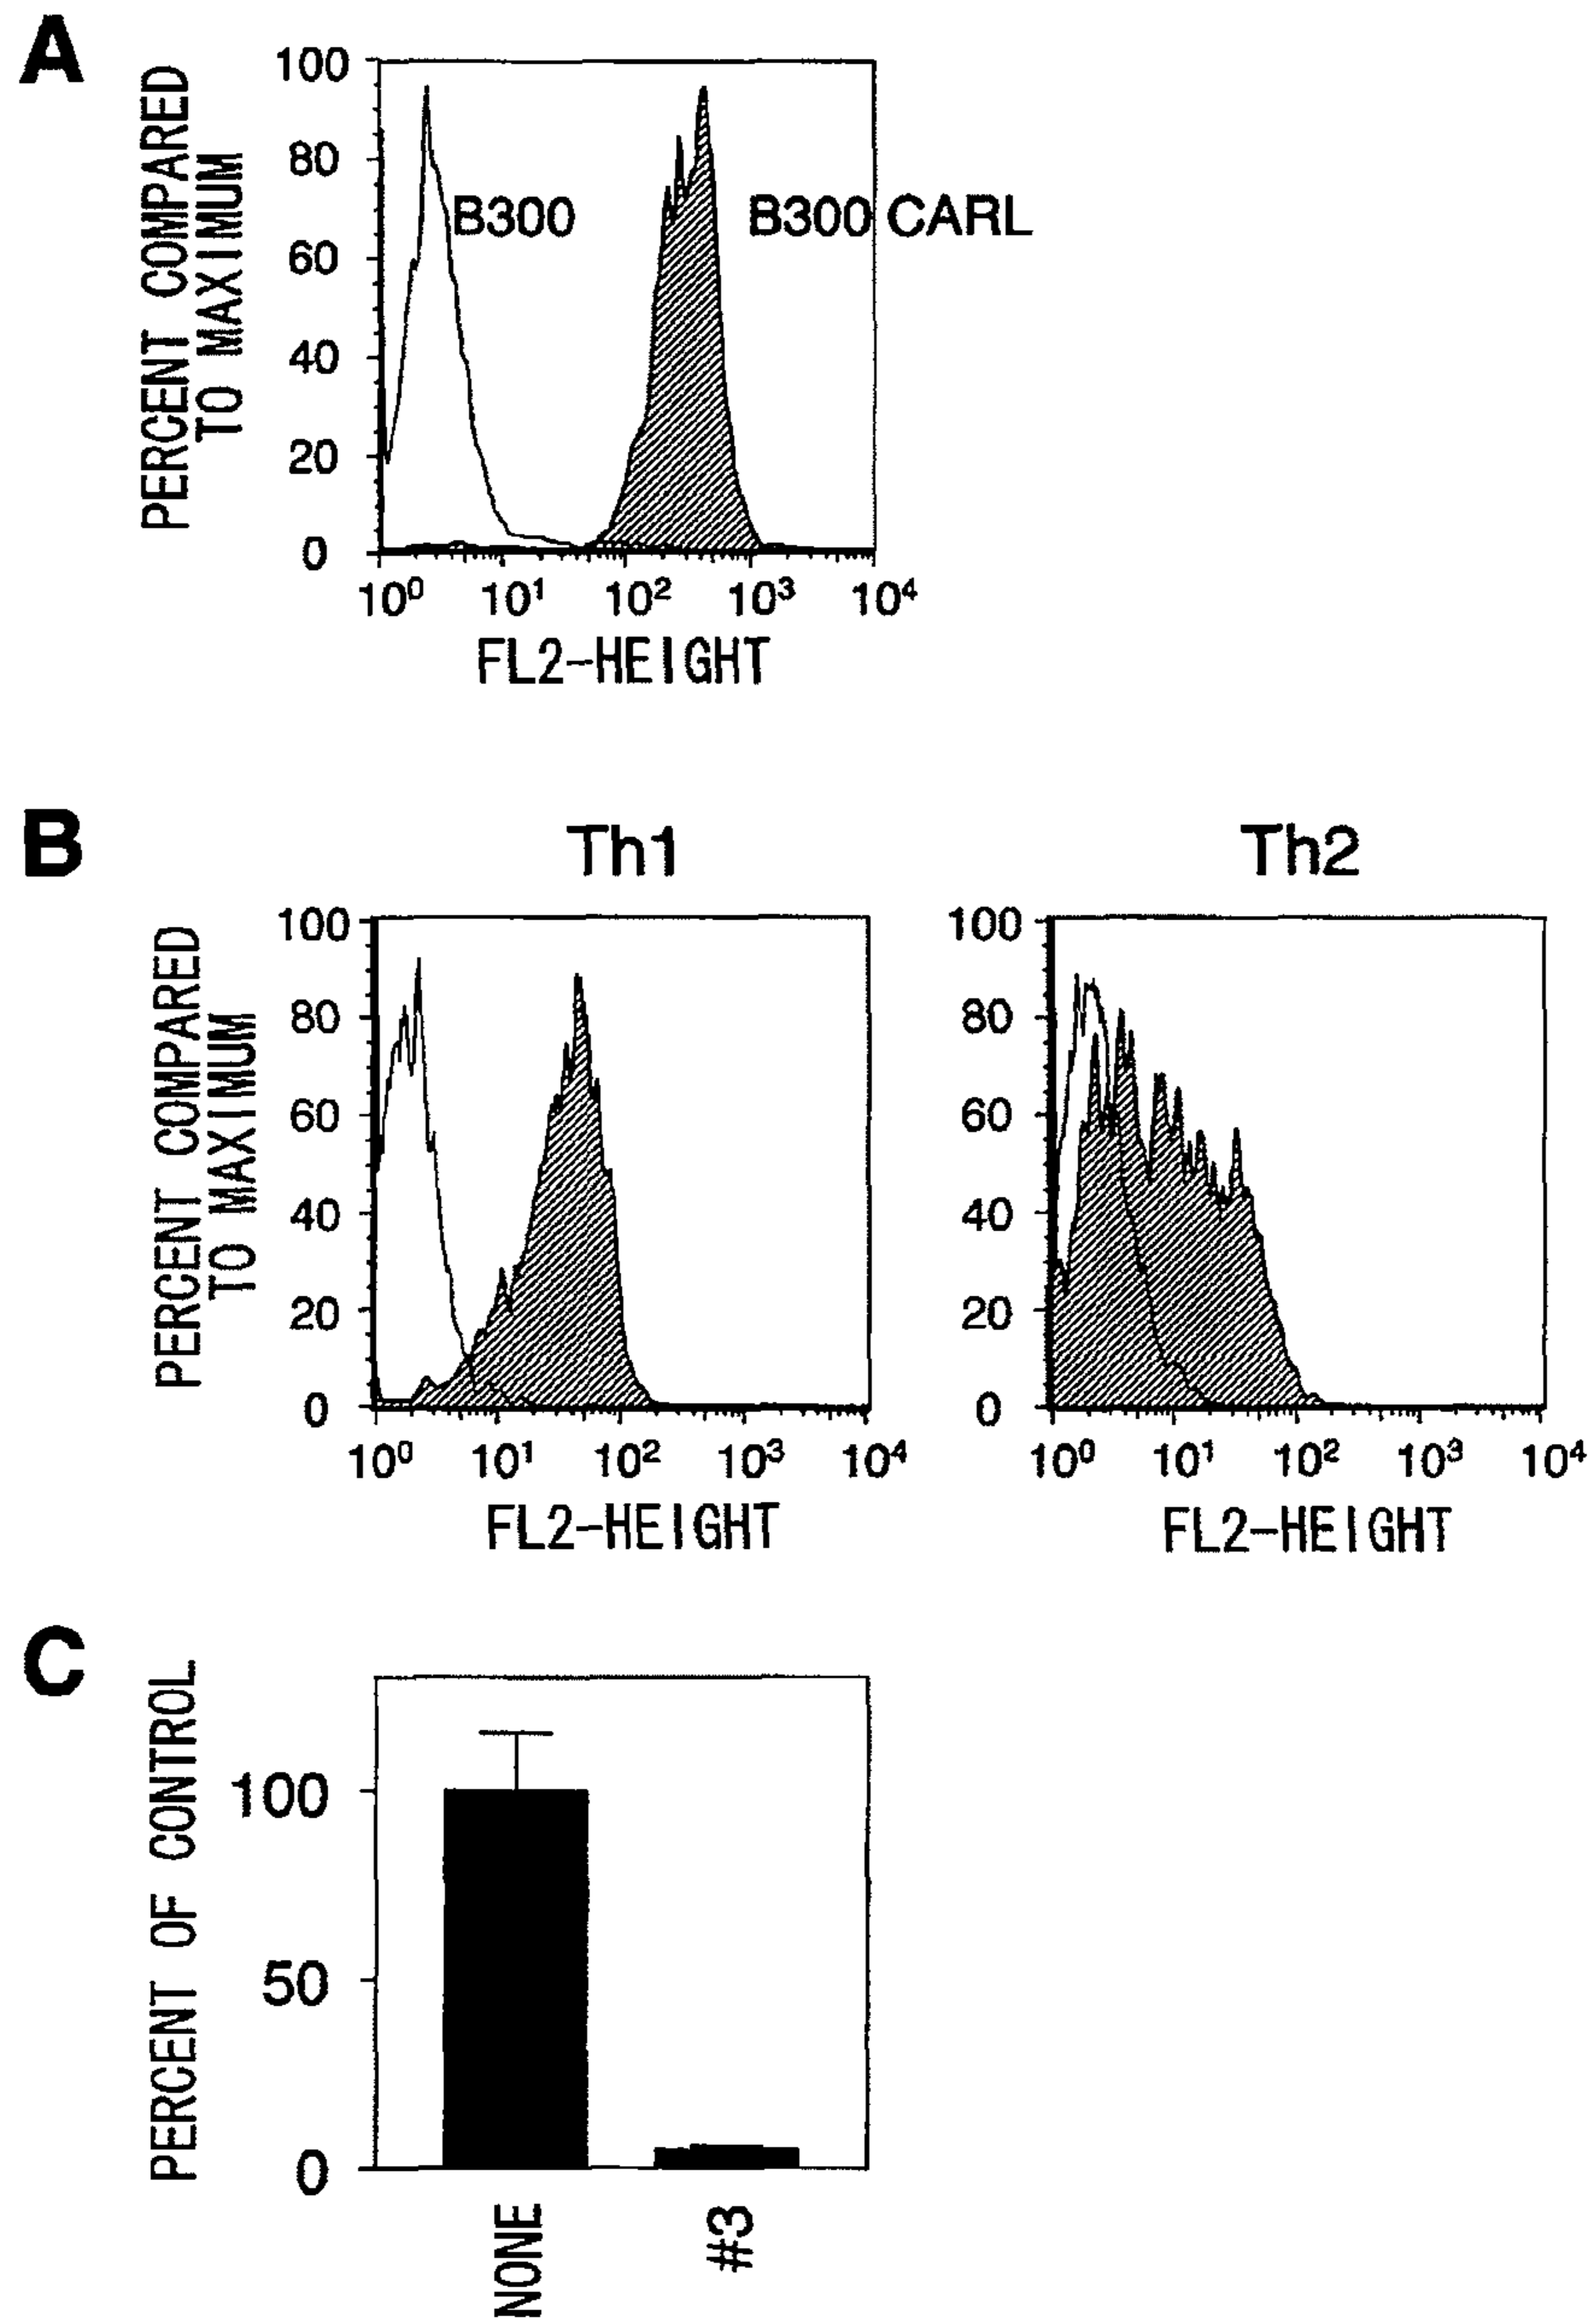 A
PERCENT COMPARED
TO MAXIMUM
100
80
60
40
20
0
B300
B300 CARL
10⁰ 10¹ 10² 10³ 10⁴
FL2-HEIGHT
B
Th1
PERCENT COMPARED
TO MAXIMUM
100
80
60
40
20
0
10⁰ 10¹ 10² 10³ 10⁴
FL2-HEIGHT
Th2
100
80
60
40
20
0
10⁰ 10¹ 10² 10³ 10⁴
FL2-HEIGHT
C
PERCENT OF CONTROL
100
50
0
NONE
#3